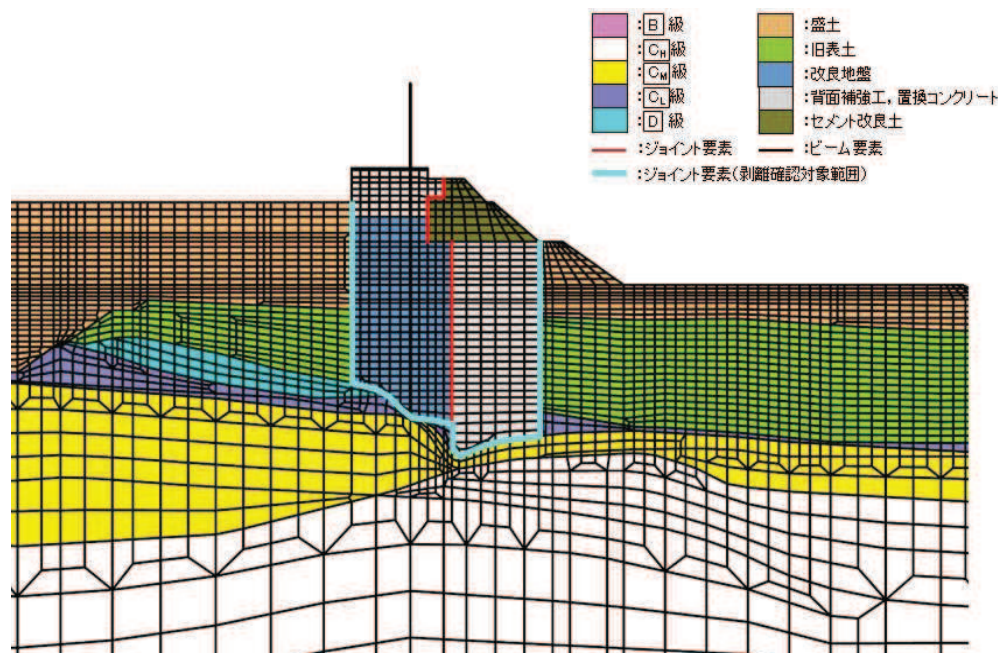 :B級
:CH級
:CM級
:CL級
:D級
:ジョイント要素
:ジョイント要素(剥離確認対象範囲)
:盛土
:旧表土
:改良地盤
:背面補強工，置換コンクリート
:セメント改良土
:ビーム要素